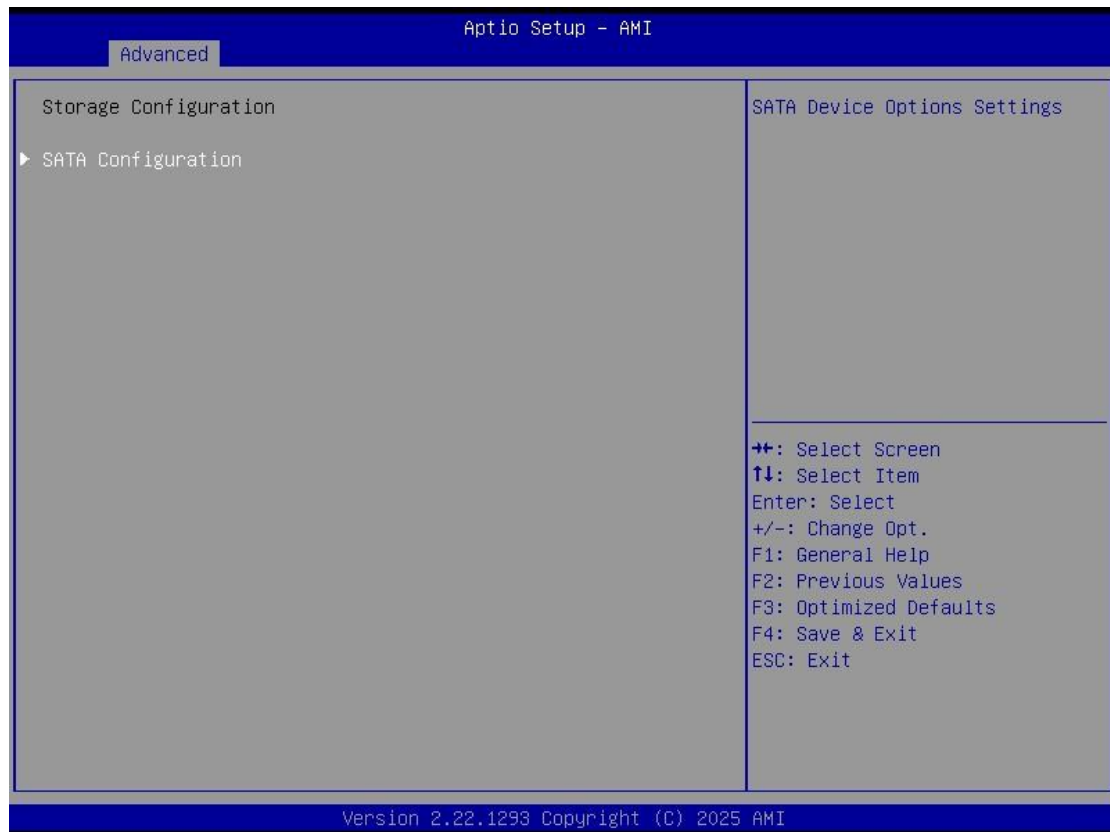 Aptio Setup – AMI
Advanced
Storage Configuration
▶ SATA Configuration
SATA Device Options Settings
→←: Select Screen
↑↓: Select Item
Enter: Select
+/-: Change Opt.
F1: General Help
F2: Previous Values
F3: Optimized Defaults
F4: Save & Exit
ESC: Exit
Version 2.22.1293 Copyright (C) 2025 AMI